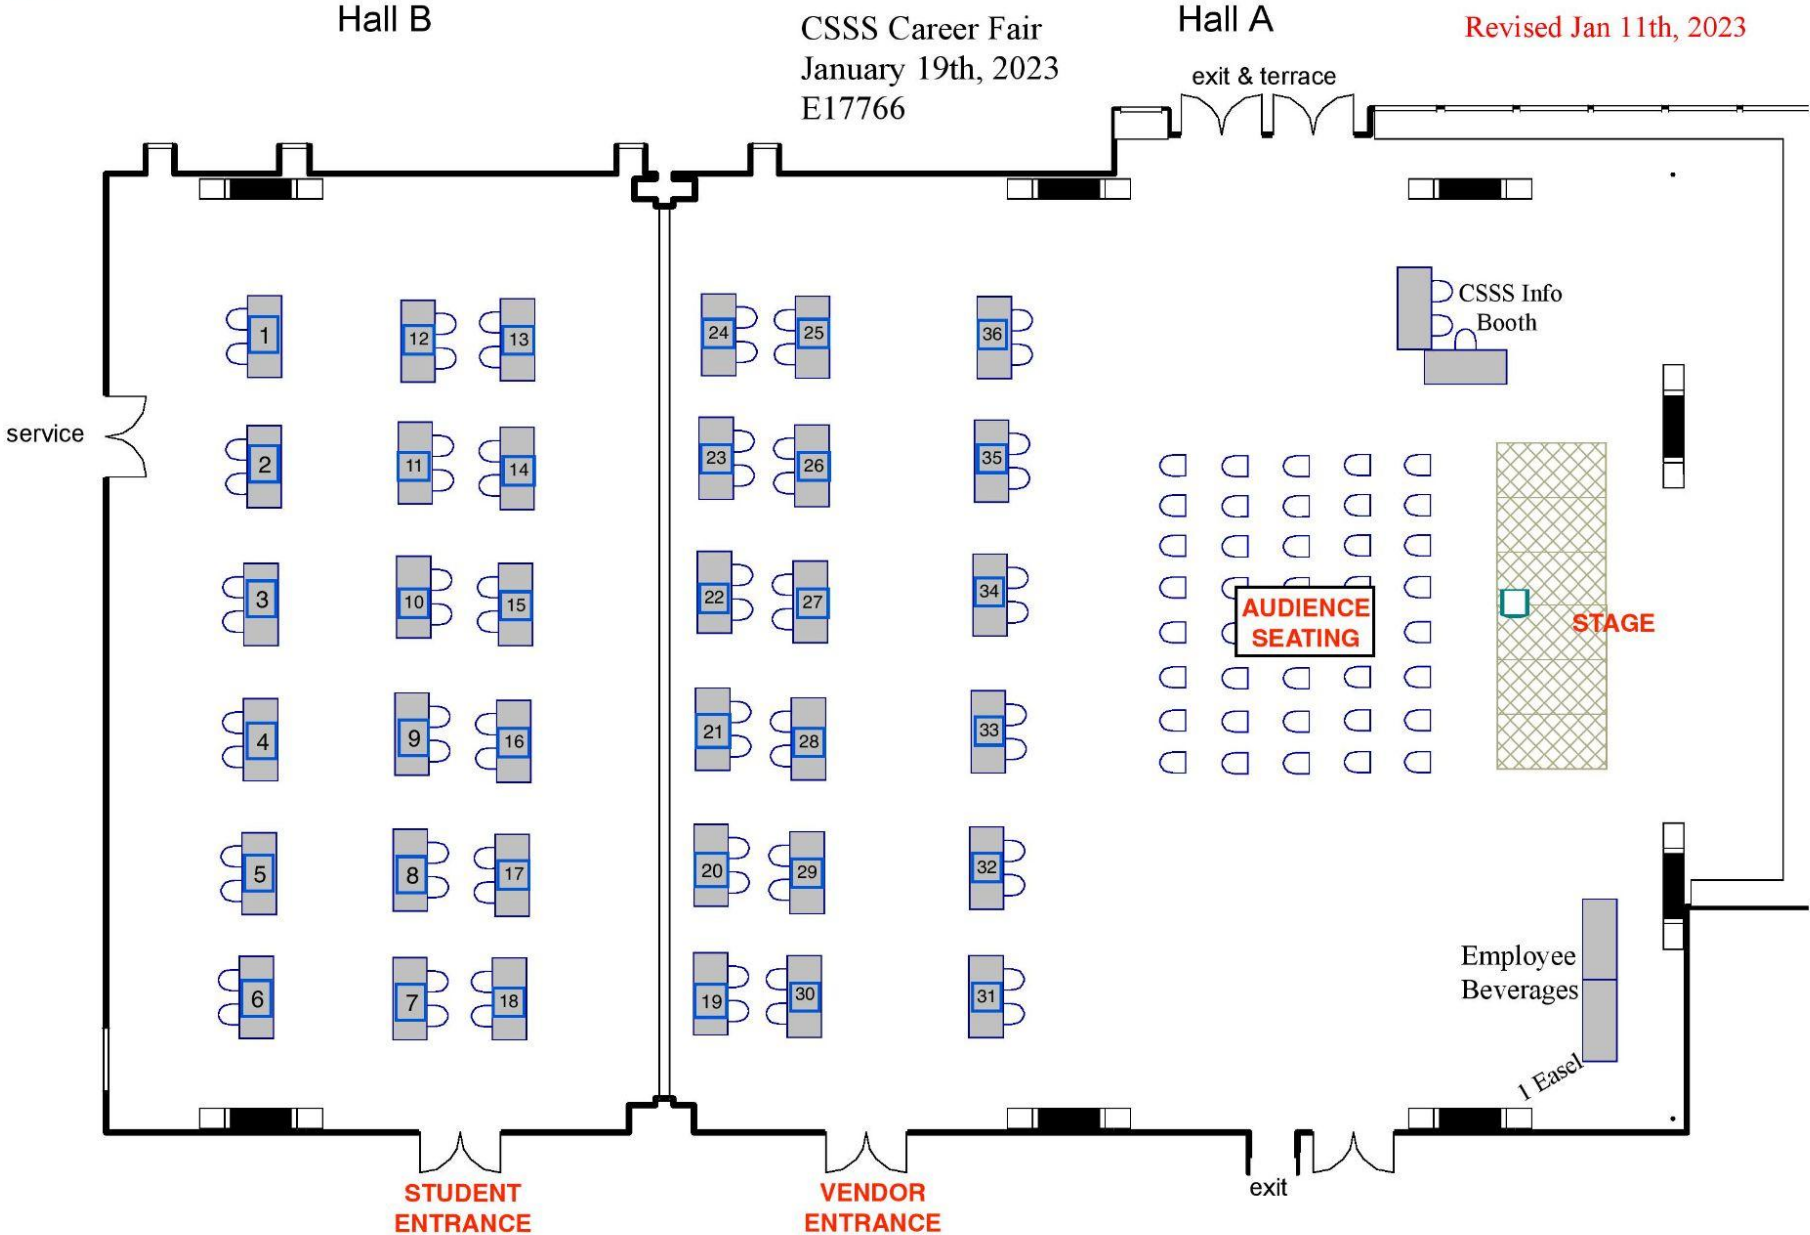 Hall B
CSSS Career Fair
January 19th, 2023
E17766
Hall A
Revised Jan 11th, 2023
exit & terrace
CSSS Info
Booth
1
12
13
24
25
36
service
2
11
14
23
26
35
3
10
15
22
27
34
AUDIENCE
SEATING
STAGE
4
9
16
21
28
33
5
8
17
20
29
32
6
7
18
19
30
31
Employee
Beverages
1 Easel
STUDENT
ENTRANCE
VENDOR
ENTRANCE
exit